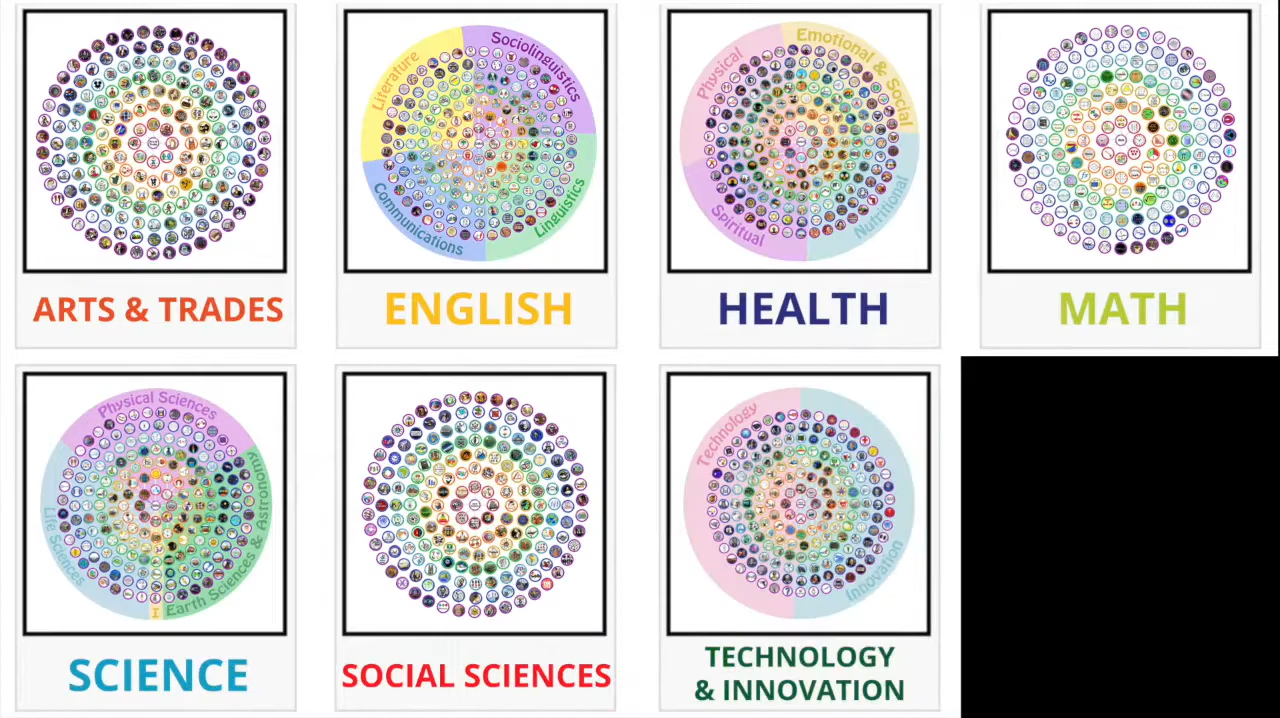 Literature
Sociolinguistics
Communications
Linguistics
Physical
Emotional & Social
Spiritual
Nutritional
ARTS & TRADES
ENGLISH
HEALTH
MATH
Physical Sciences
Life Sciences
I
Earth Sciences & Astronomy
Technology
Innovation
SCIENCE
SOCIAL SCIENCES
TECHNOLOGY
& INNOVATION